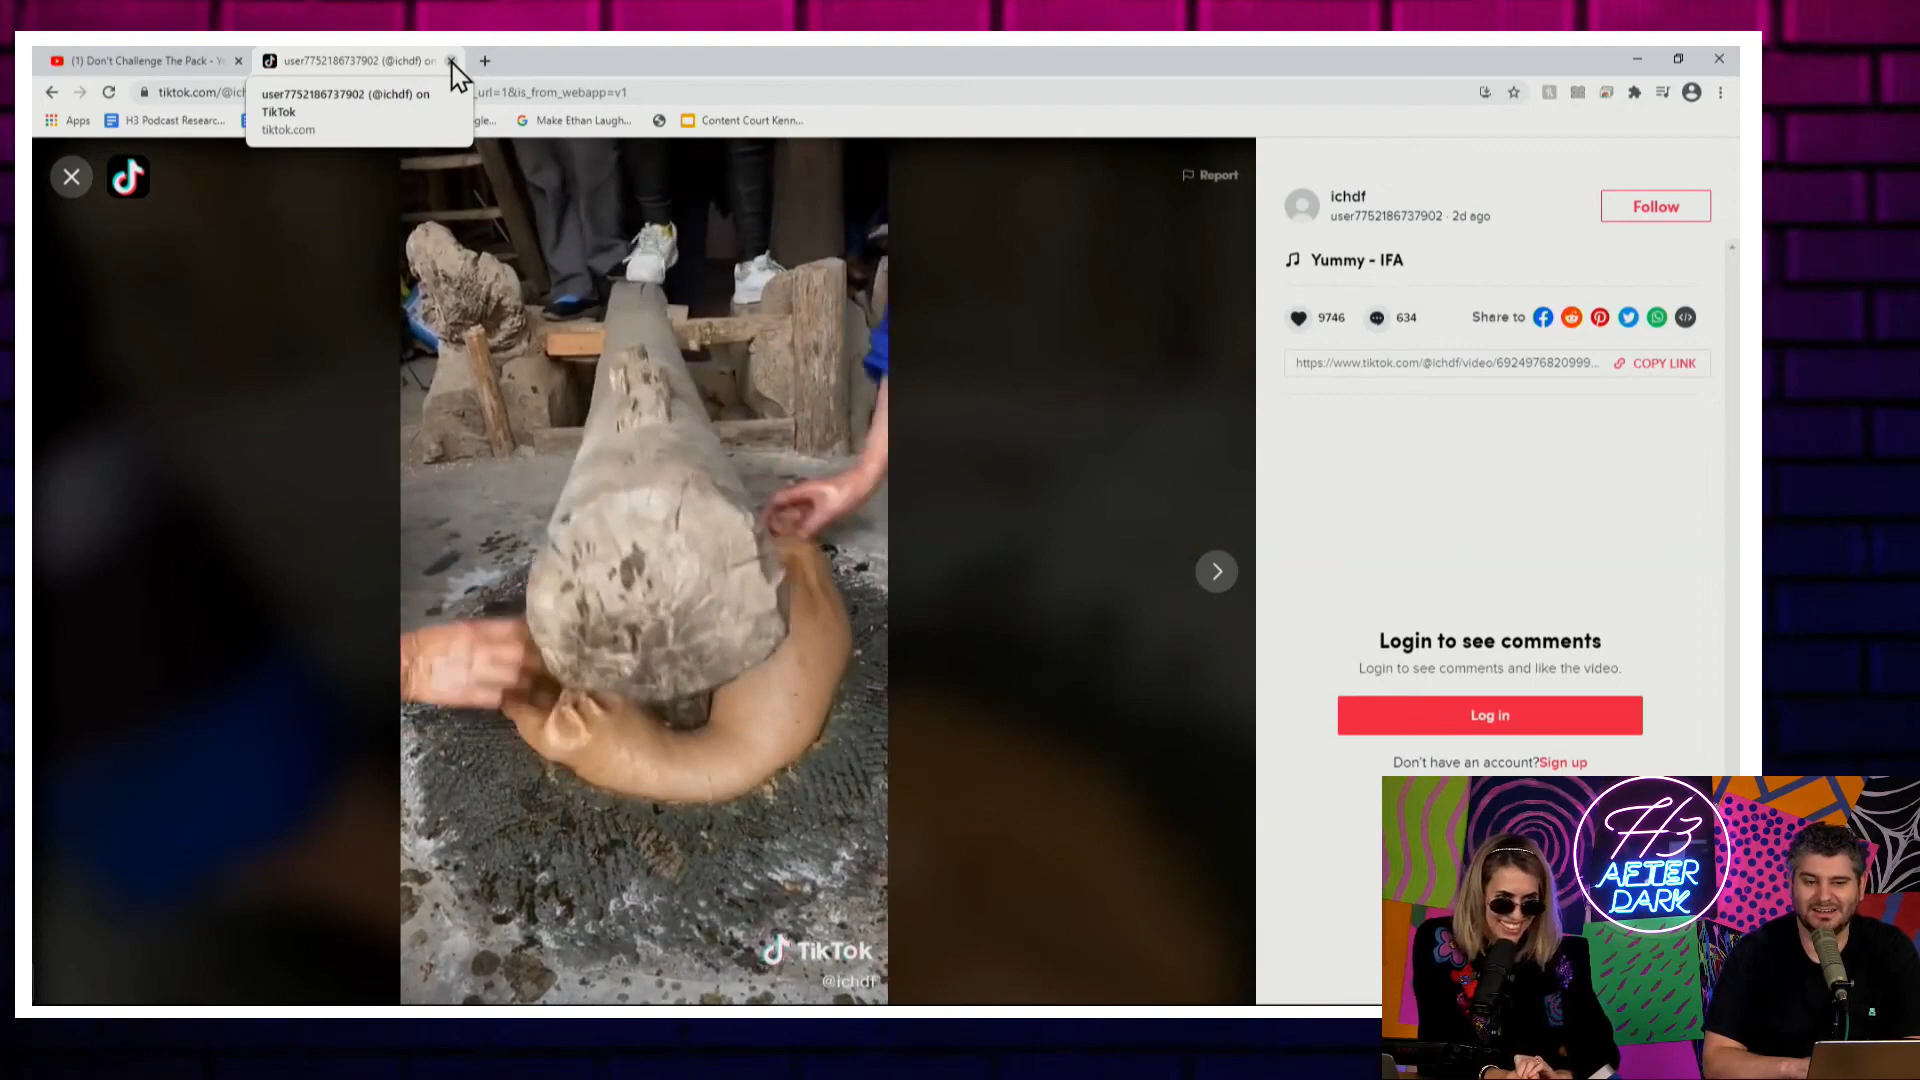 (1) Don't Challenge The Pack - Y
user7752186737902 (@ichdf) on
user7752186737902 (@ichdf) on
TikTok
tiktok.com
tiktok.com/@ich
_url=1&is_from_webapp=v1
Apps
H3 Podcast Researc...
gle...
Make Ethan Laugh...
Content Court Kenn...
Report
ichdf
user7752186737902 · 2d ago
Follow
Yummy - IFA
9746
634
Share to
https://www.tiktok.com/@ichdf/video/6924976820999...
COPY LINK
Login to see comments
Login to see comments and like the video.
Log in
Don't have an account?Sign up
TikTok
@ichdf
H3
AFTER
DARK